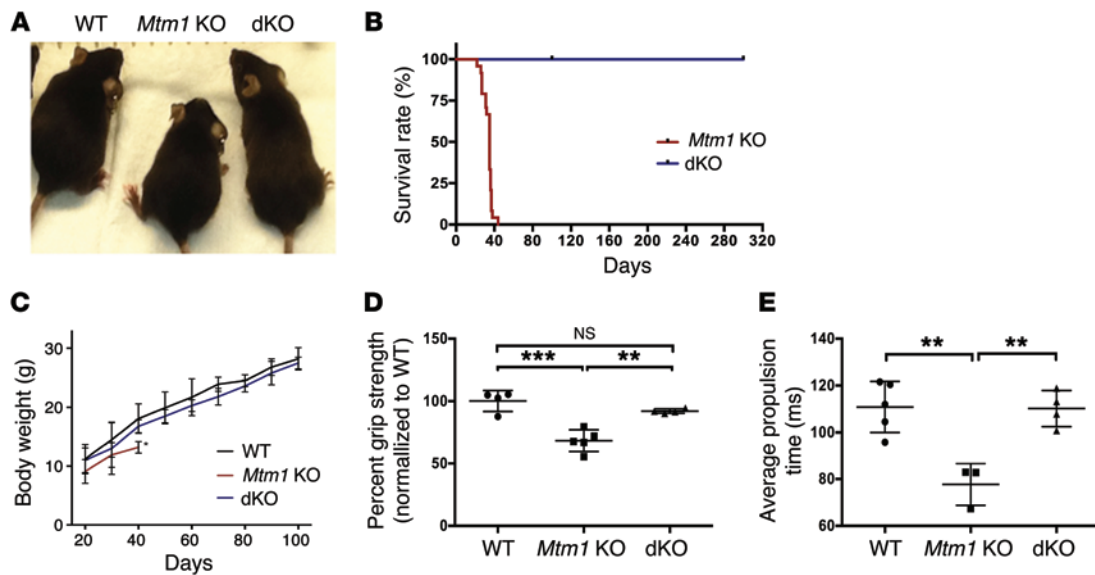 A
WT Mtm1 KO dKO
B
Survival rate (%)
100
75
50
25
0
0 40 80 120 160 200 240 280 320
Days
Mtm1 KO
dKO
C
Body weight (g)
30
20
10
0
20 40 60 80 100
Days
*
WT
Mtm1 KO
dKO
D
Percent grip strength
(normallized to WT)
150
100
50
0
NS
*** **
WT Mtm1 KO dKO
E
Average propulsion
time (ms)
140
120
100
80
60
** **
WT Mtm1 KO dKO